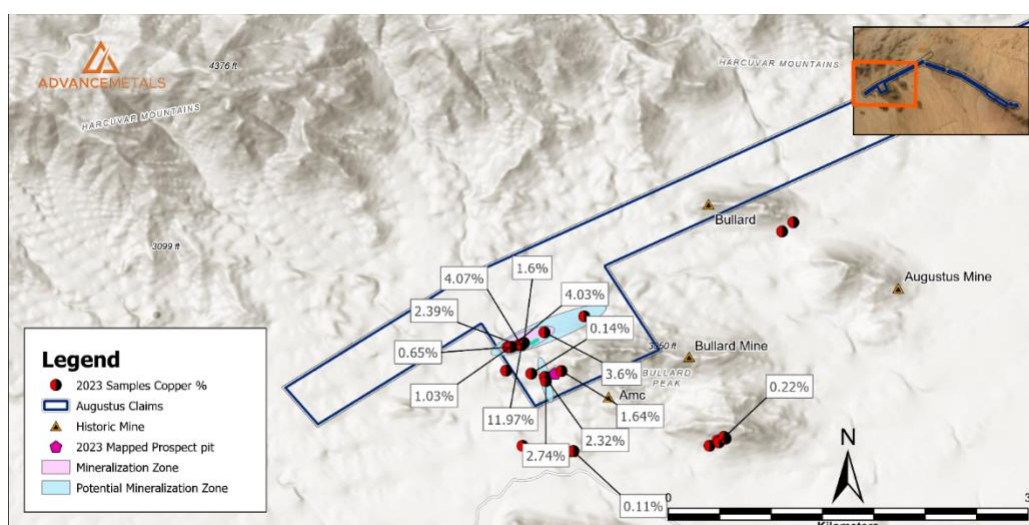 ADVANCEMETALS
4376 ft
HARCUVAR MOUNTAINS
HARCUVAR MOUNTAINS
3099 ft
Bullard
Augustus Mine
1.6%
4.07%
4.03%
2.39%
0.14%
0.65%
Bullard Mine
BULLARD
PEAK
3.6%
1.03%
Amc
0.22%
1.64%
11.97%
2.32%
2.74%
0.11%
Legend
2023 Samples Copper %
Augustus Claims
Historic Mine
2023 Mapped Prospect pit
Mineralization Zone
Potential Mineralization Zone
N
0
3
Kilometers